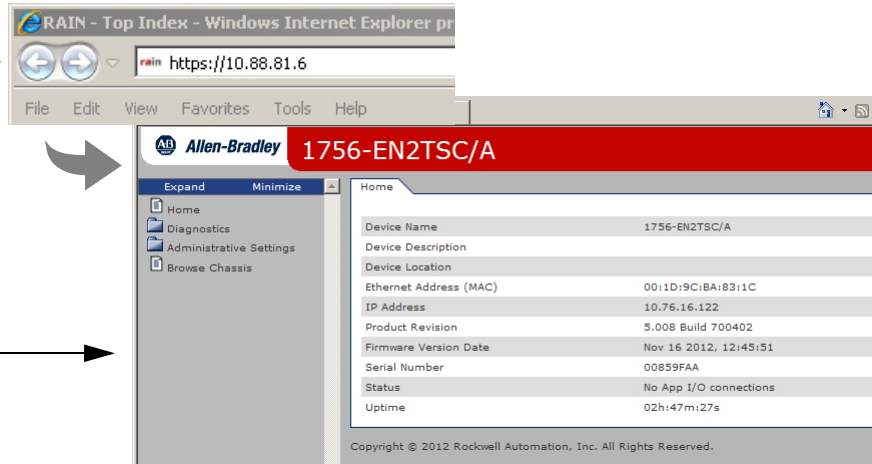 RAIN - Top Index - Windows Internet Explorer pr
rain https://10.88.81.6
File Edit View Favorites Tools Help
AB Allen-Bradley 1756-EN2TSC/A
Expand Minimize
Home
Diagnostics
Administrative Settings
Browse Chassis
Home
Device Name 1756-EN2TSC/A
Device Description
Device Location
Ethernet Address (MAC) 00:1D:9C:BA:83:1C
IP Address 10.76.16.122
Product Revision 5.008 Build 700402
Firmware Version Date Nov 16 2012, 12:45:51
Serial Number 00859FAA
Status No App I/O connections
Uptime 02h:47m:27s
Copyright © 2012 Rockwell Automation, Inc. All Rights Reserved.